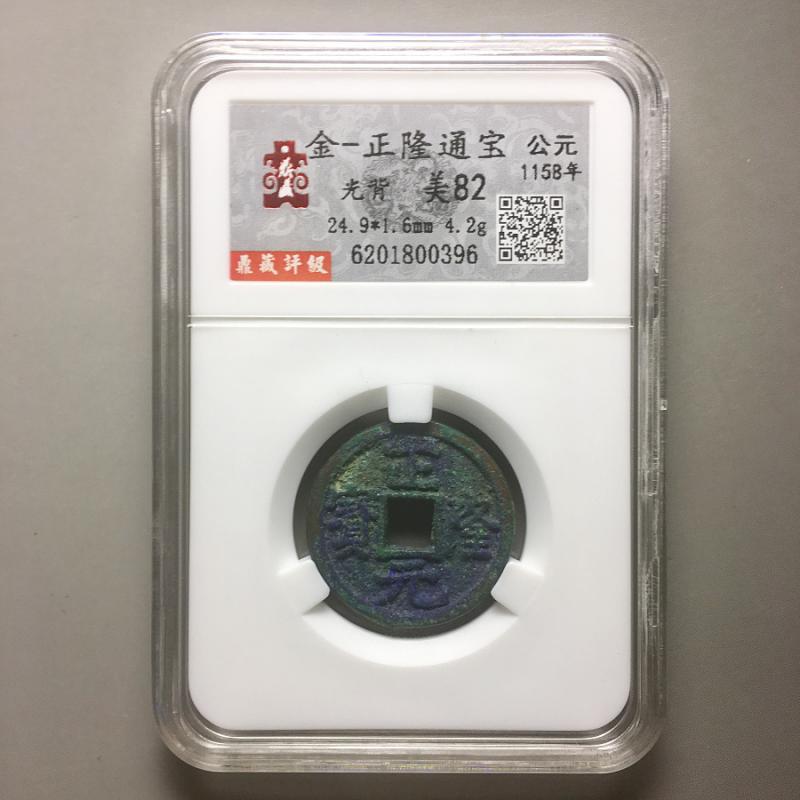 金-正隆通宝 公元
1158年
光背 美82
24.9*1.6mm 4.2g
鼎藏評級 6201800396
正
隆
元
寶